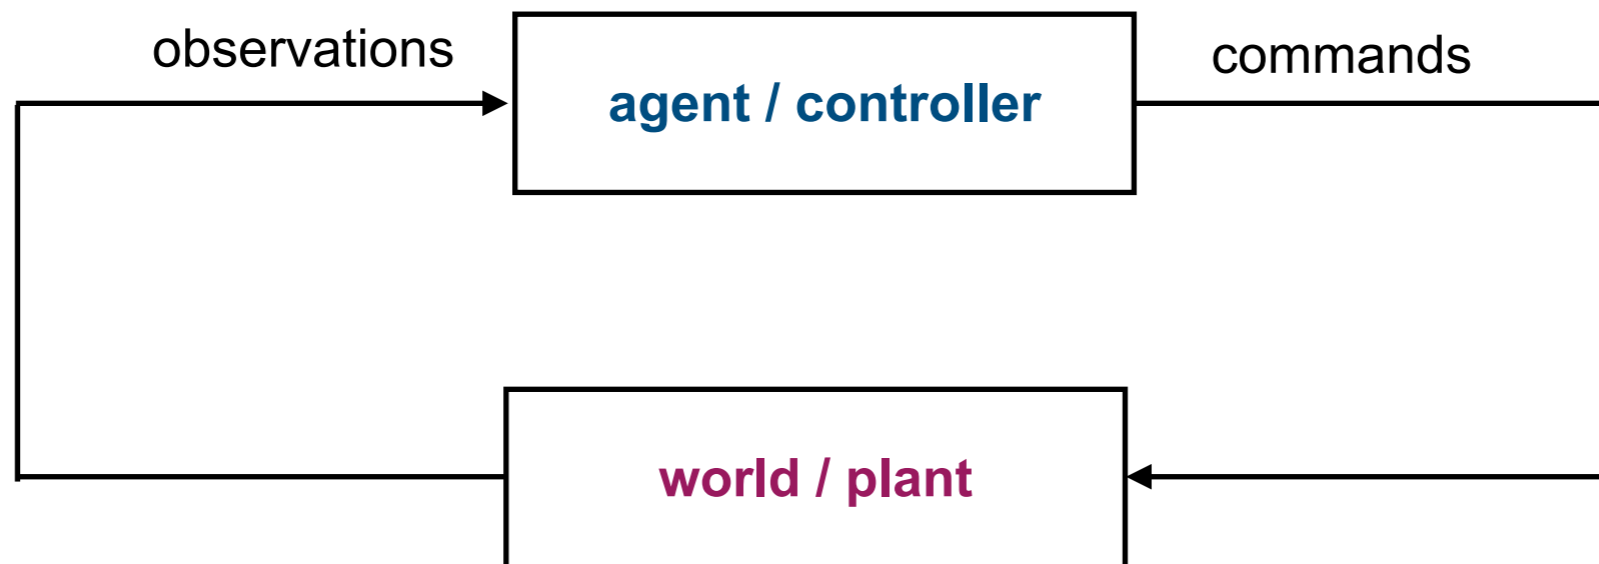 observations
agent / controller
commands
world / plant